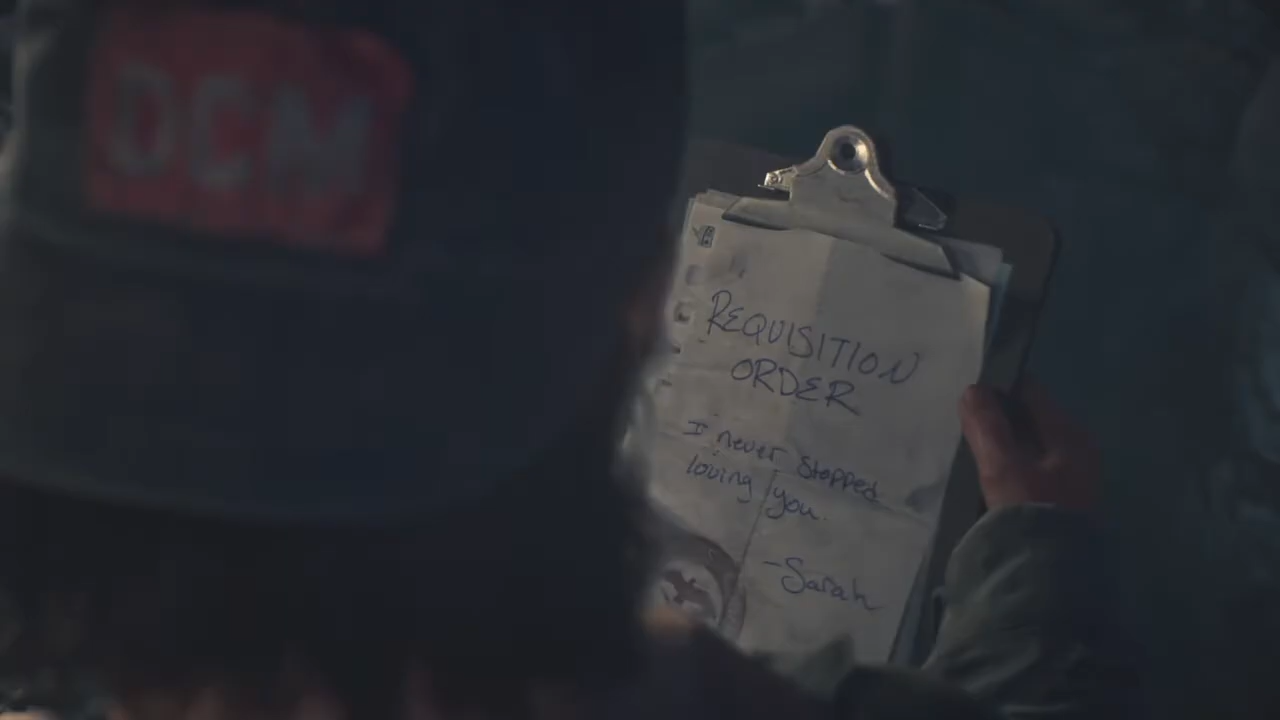 DCM
REQUISITION
ORDER
I never stopped
loving you.
-Sarah